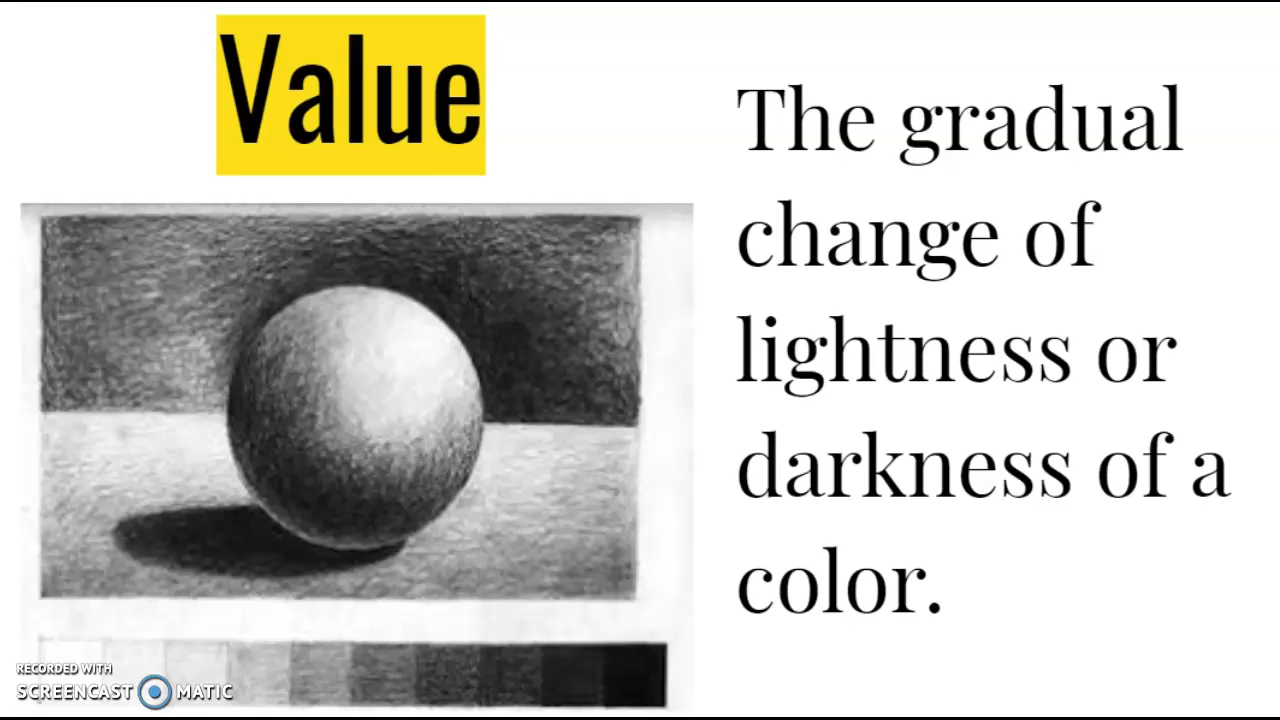 Value
The gradual
change of
lightness or
darkness of a
color.
RECORDED WITH
SCREENCAST MATIC